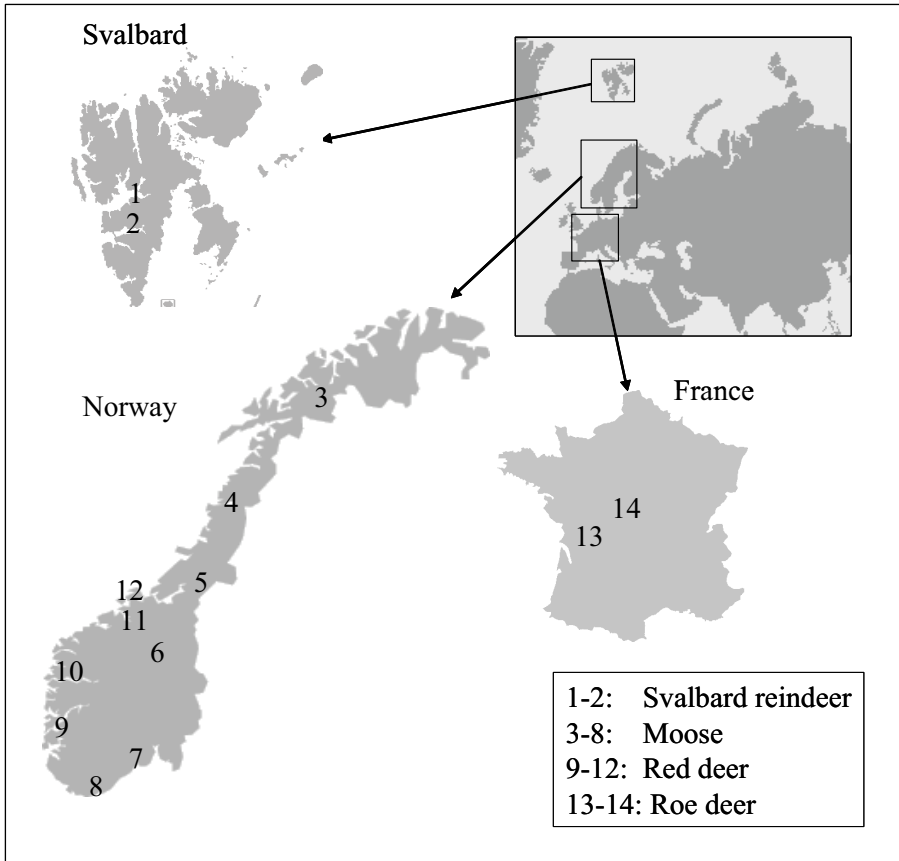 Svalbard
1
2
Norway
3
France
4
14
13
5
12
11
6
10
9
7
8
1-2: Svalbard reindeer
3-8: Moose
9-12: Red deer
13-14: Roe deer